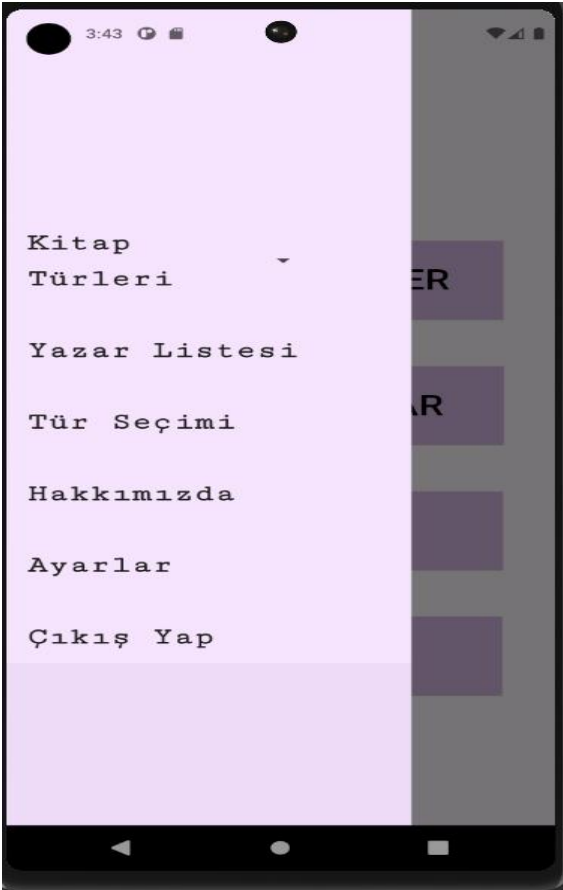 3:43
Kitap
Türleri
Yazar Listesi
Tür Seçimi
Hakkımızda
Ayarlar
Çıkış Yap
ER
AR